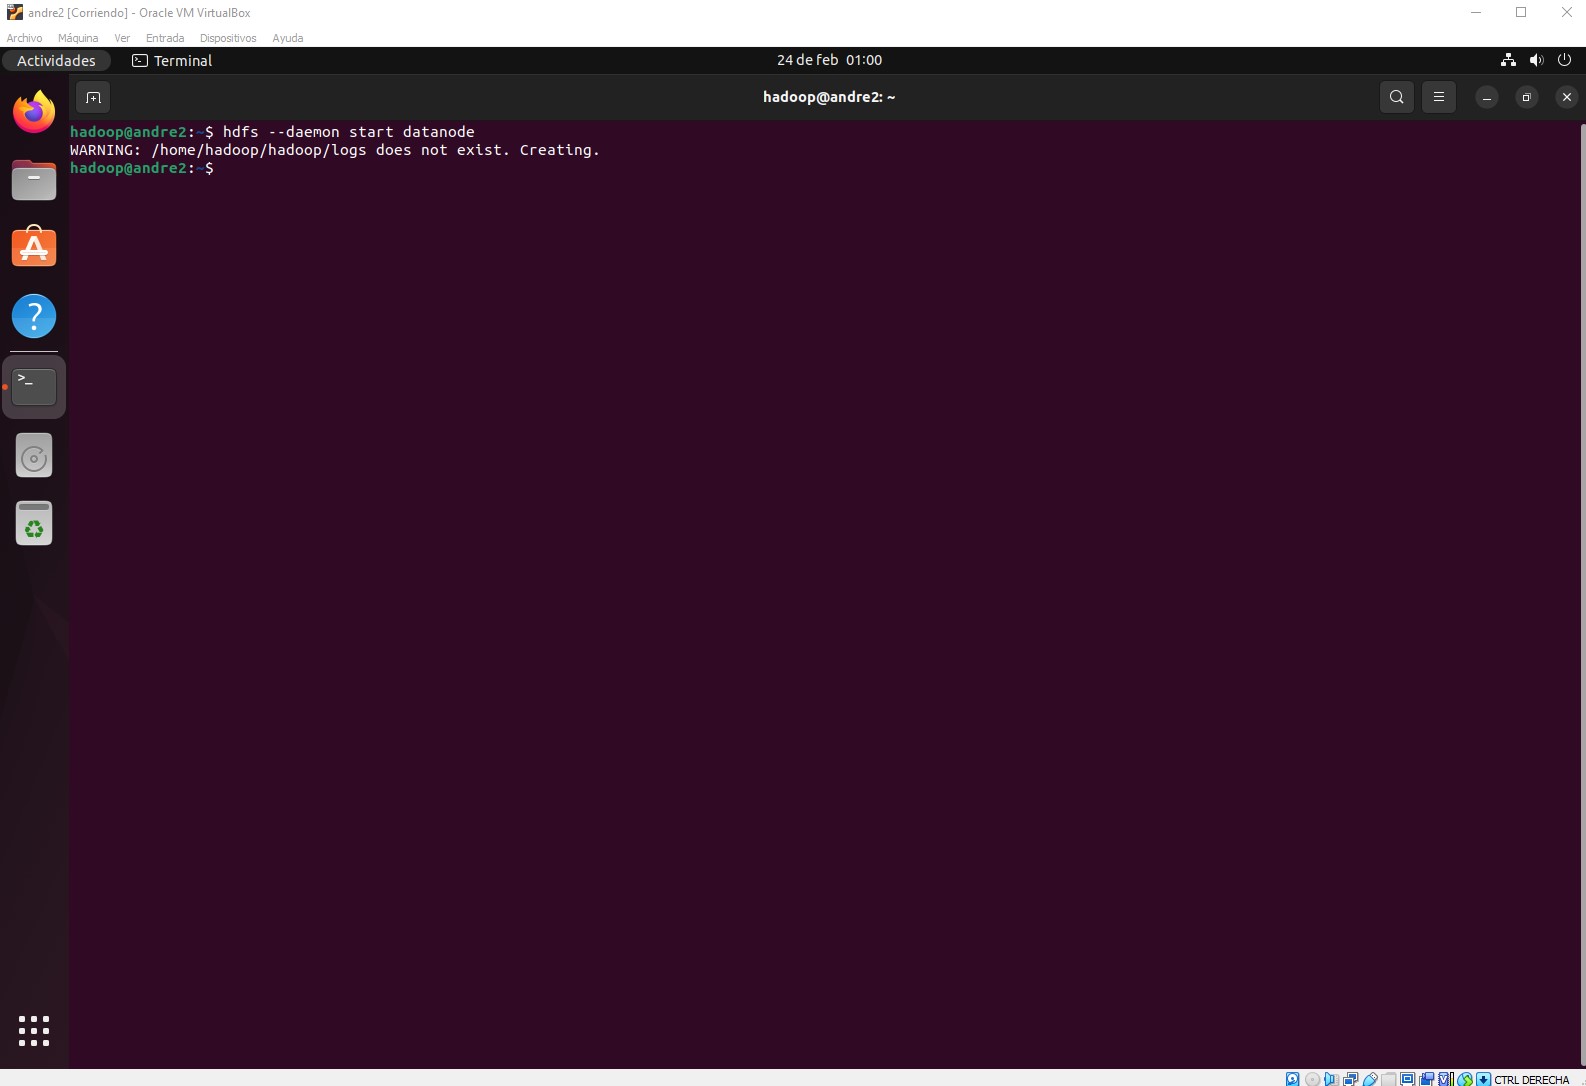 andre2 [Corriendo] - Oracle VM VirtualBox
Archivo Máquina Ver Entrada Dispositivos Ayuda
Actividades Terminal 24 de feb 01:00
hadoop@andre2: ~
hadoop@andre2:~$ hdfs --daemon start datanode
WARNING: /home/hadoop/hadoop/logs does not exist. Creating.
hadoop@andre2:~$
CTRL DERECHA